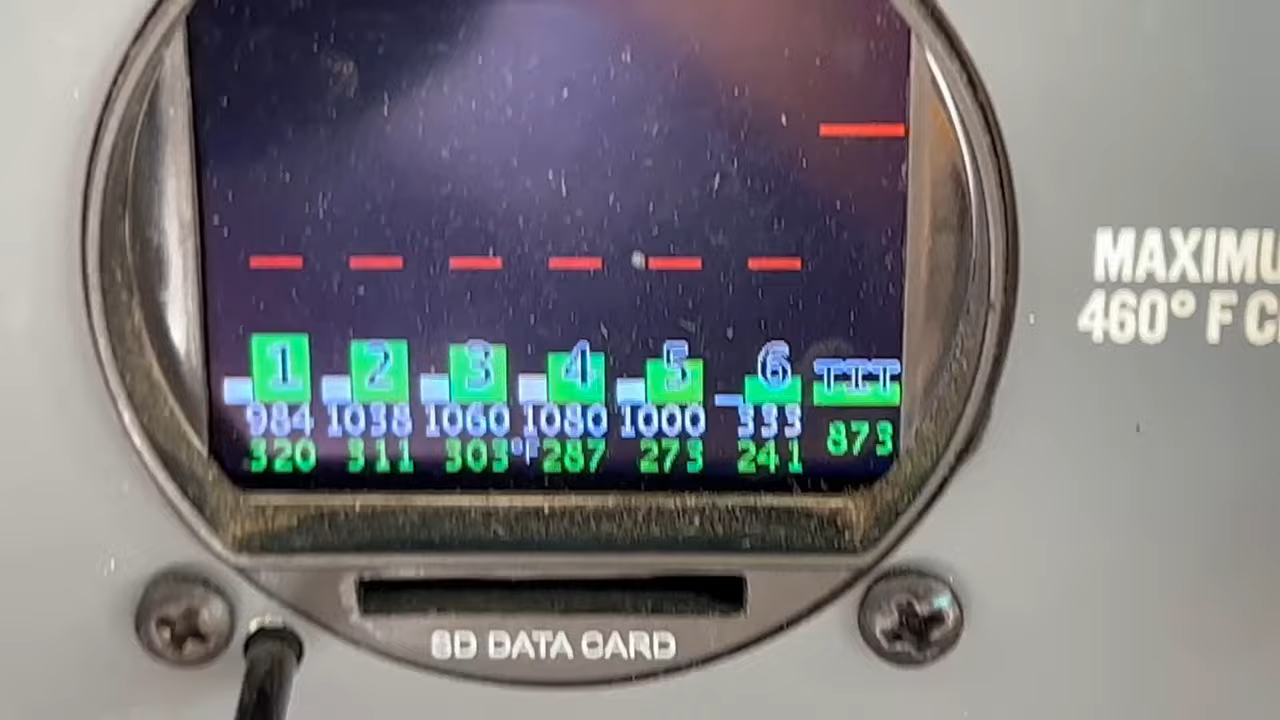 MAXIMU
460° F C
1 2 3 4 5 6 TIT
984 1038 1060 1080 1000 333
873
320 311 303 °F 287 273 241
SD DATA CARD